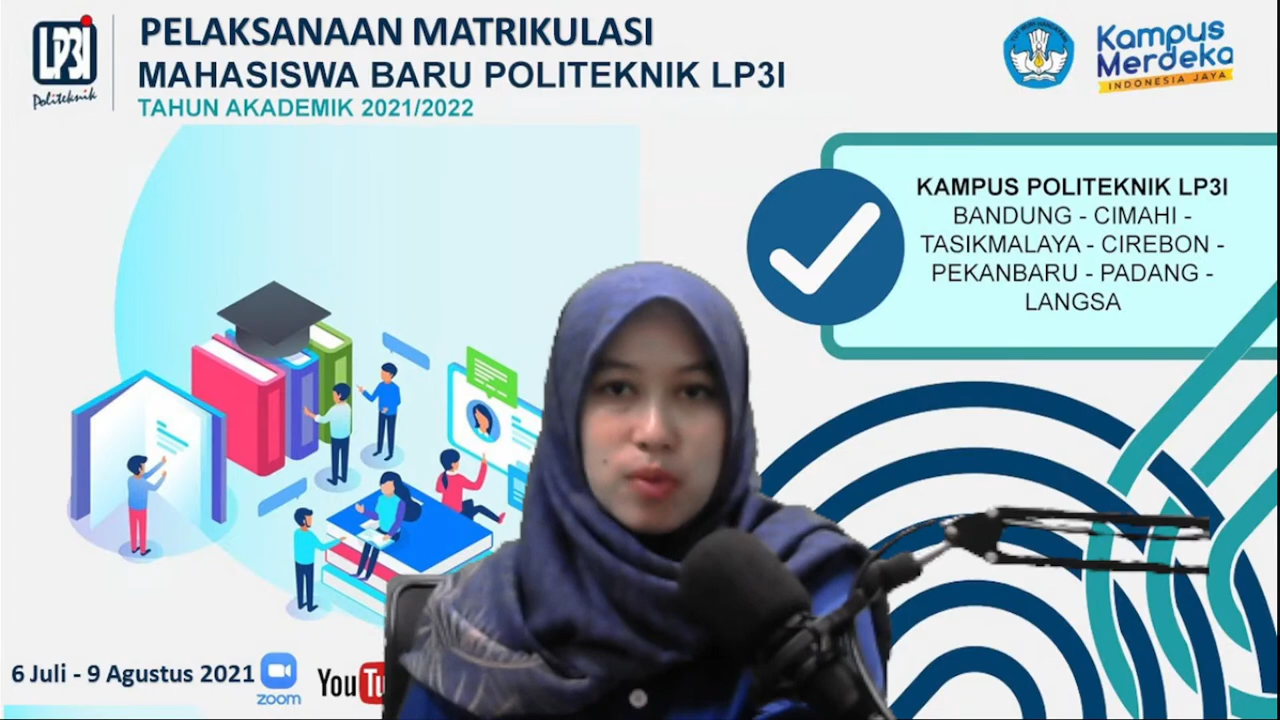 LP3I
Politeknik
PELAKSANAAN MATRIKULASI
MAHASISWA BARU POLITEKNIK LP3I
TAHUN AKADEMIK 2021/2022
Kampus
Merdeka
INDONESIA JAYA
KAMPUS POLITEKNIK LP3I
BANDUNG - CIMAHI -
TASIKMALAYA - CIREBON -
PEKANBARU - PADANG -
LANGSA
6 Juli - 9 Agustus 2021
zoom
You